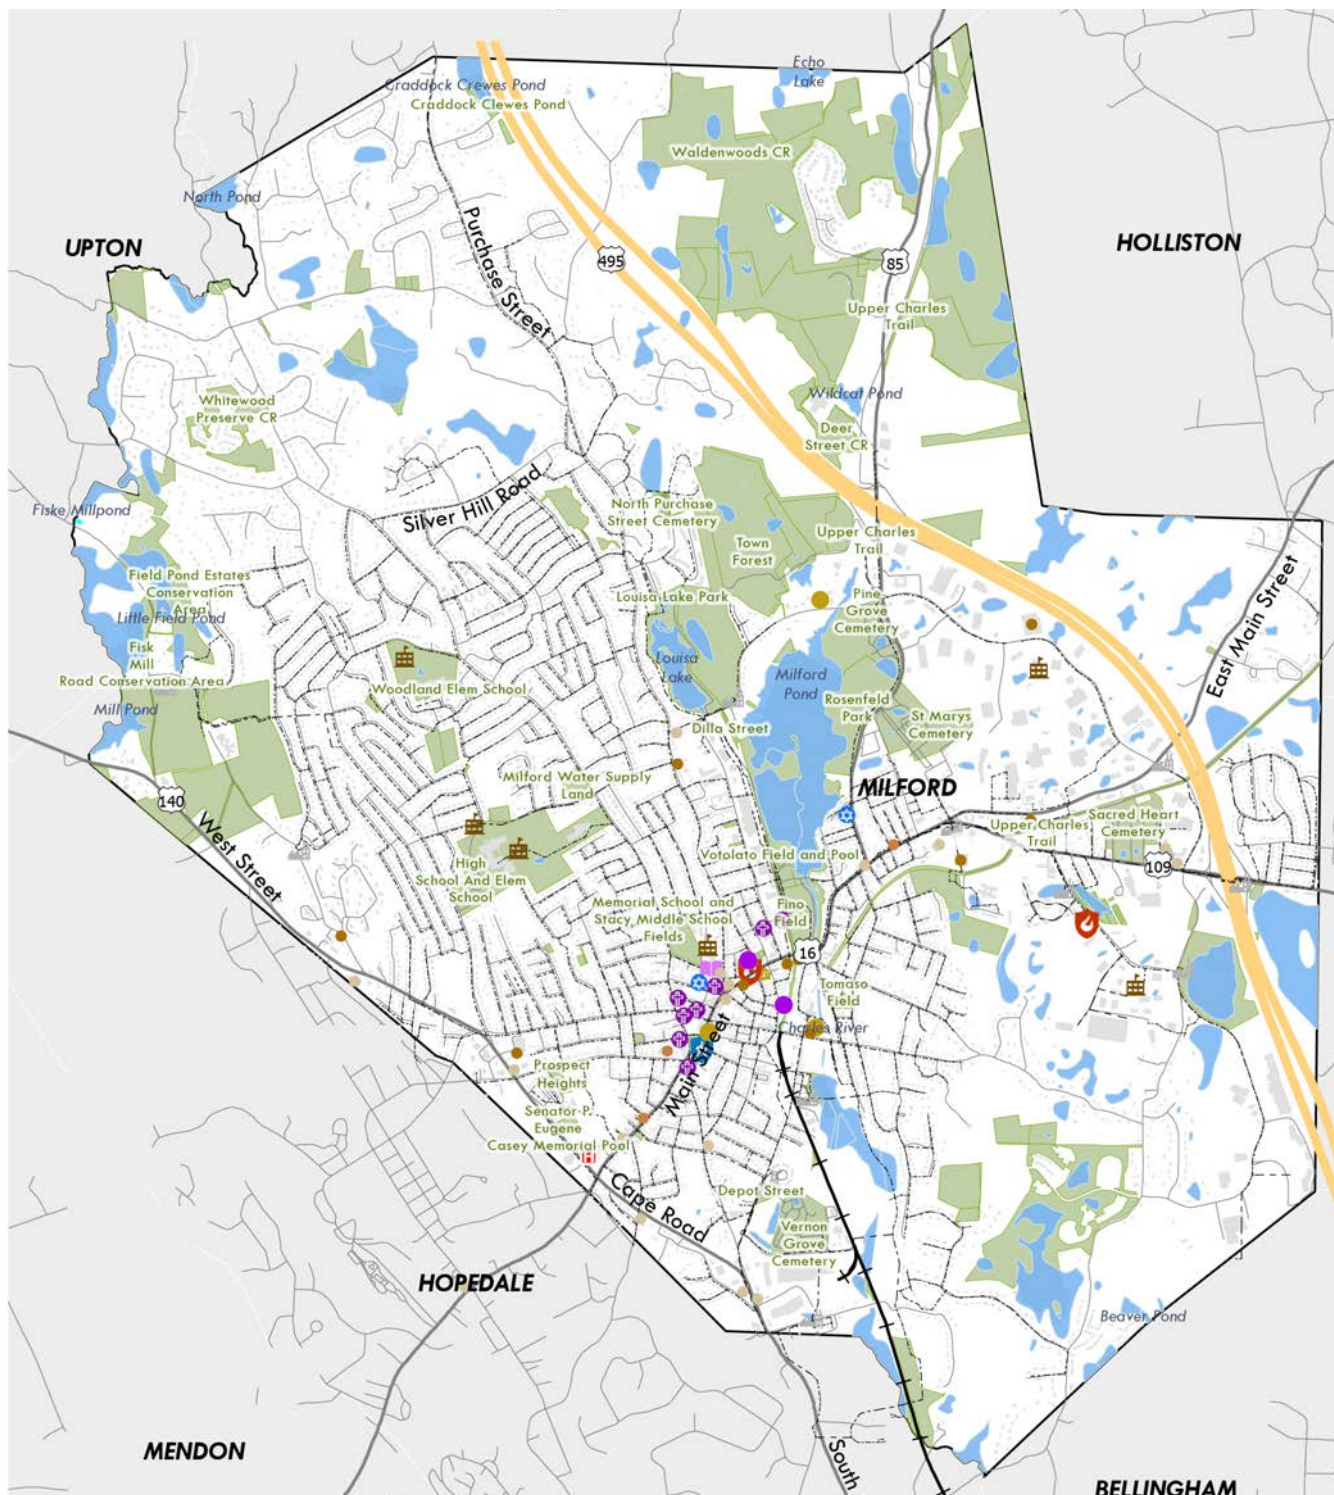 Echo
Lake
Craddock Crewes Pond
Craddock Clewes Pond
Waldenwoods CR
North Pond
UPTON
Purchase Street
495
85
HOLLISTON
Upper Charles
Trail
Wildcat Pond
Whitewood
Preserve CR
Deer
Street CR
Silver Hill Road
Fiske Millpond
North Purchase
Street Cemetery
Town
Forest
Upper Charles
Trail
East Main Street
Field Pond Estates
Conservation
Area
Little Field Pond
Louisa Lake Park
Pine
Grove
Cemetery
Fisk
Mill
Road Conservation Area
Louisa
Lake
Milford
Pond
Woodland Elem School
Rosenfeld
Park
Mill Pond
St Marys
Cemetery
Dilla Street
Milford Water Supply
Land
MILFORD
140
West Street
Upper Charles
Trail
Sacred Heart
Cemetery
Votolato Field and Pool
109
High
School And Elem
School
Memorial School and
Stacy Middle School
Fields
Fino
Field
16
Tomaso
Field
Charles River
Main Street
Prospect
Heights
Senator P.
Eugene
Casey Memorial Pool
H
Cape Road
Depot Street
Vernon
Grove
Cemetery
HOPEDALE
Beaver Pond
MENDON
South
BELLINGHAM